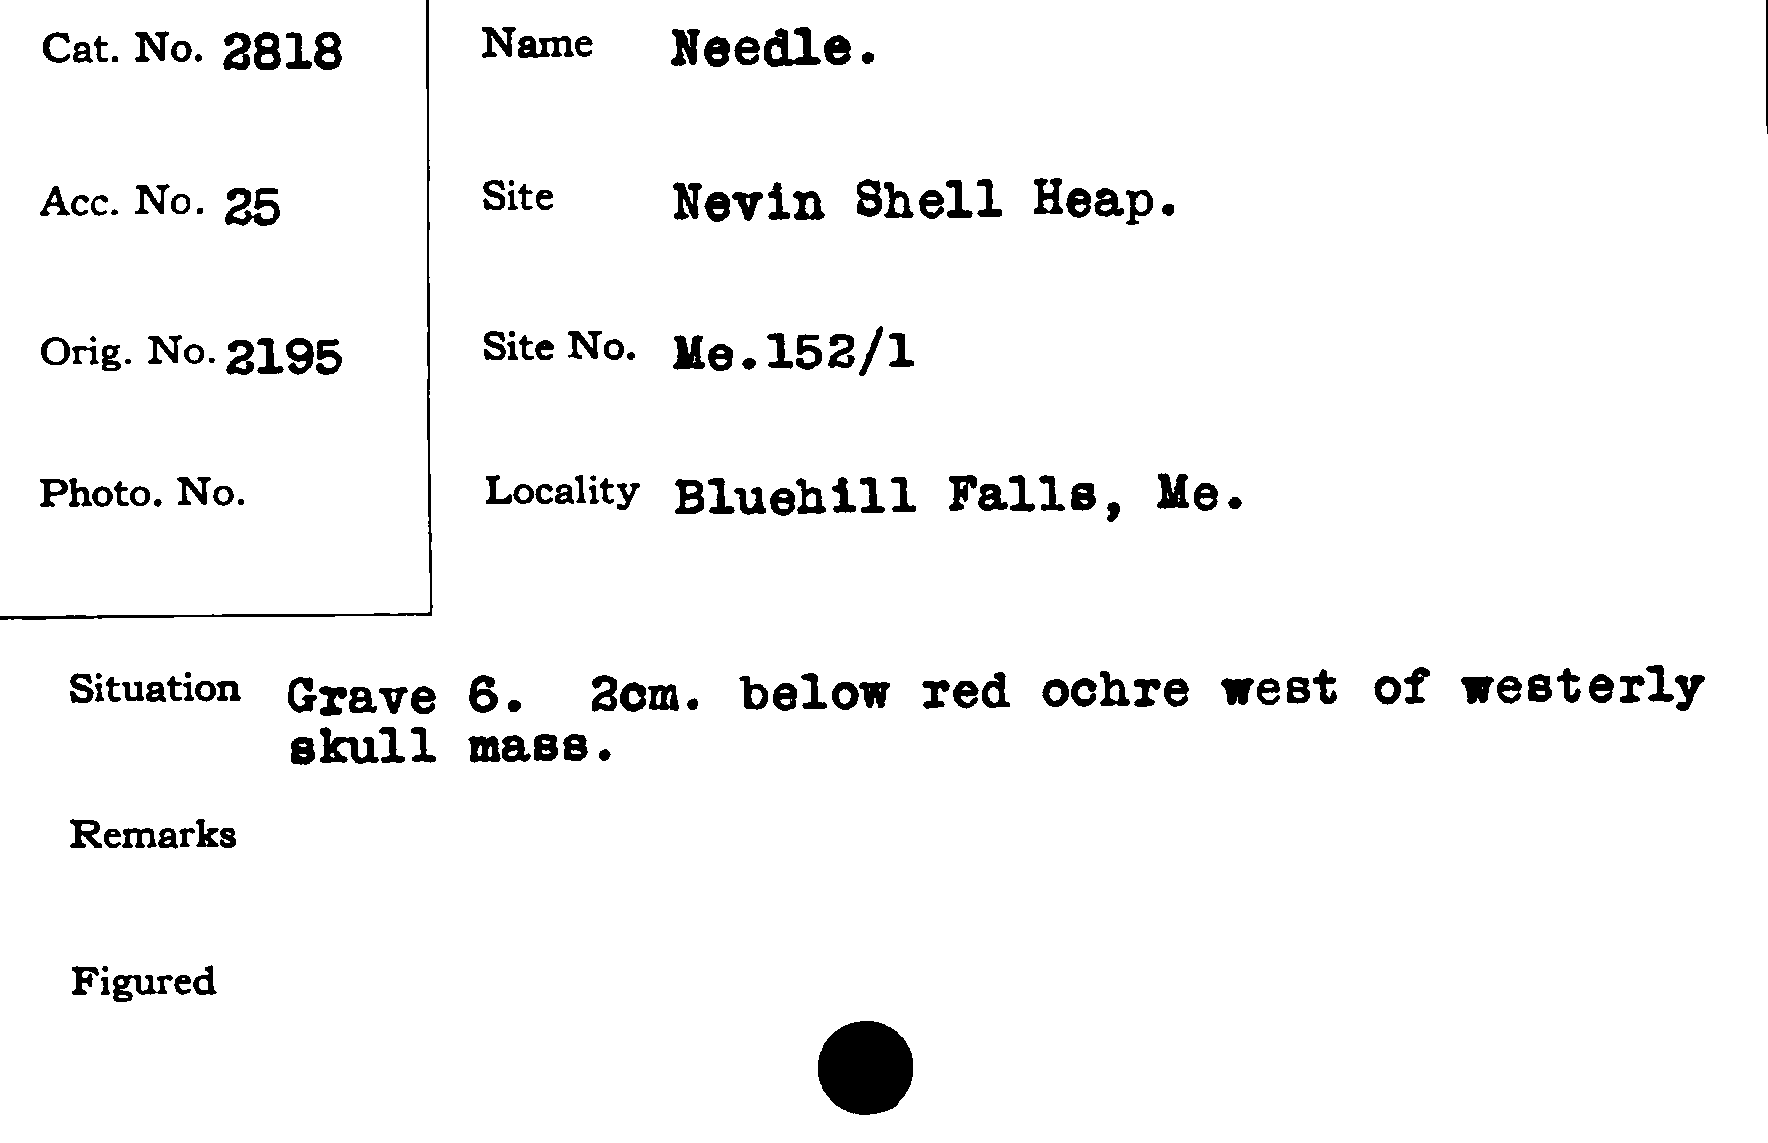 Cat. No. 2818
Name Needle.
Acc. No. 25
Site Nevin Shell Heap.
Orig. No. 2195
Site No. Me.152/1
Photo. No.
Locality Bluehill Falls, Me.
Situation Grave 6. 2cm. below red ochre west of westerly
skull mass.
Remarks
Figured